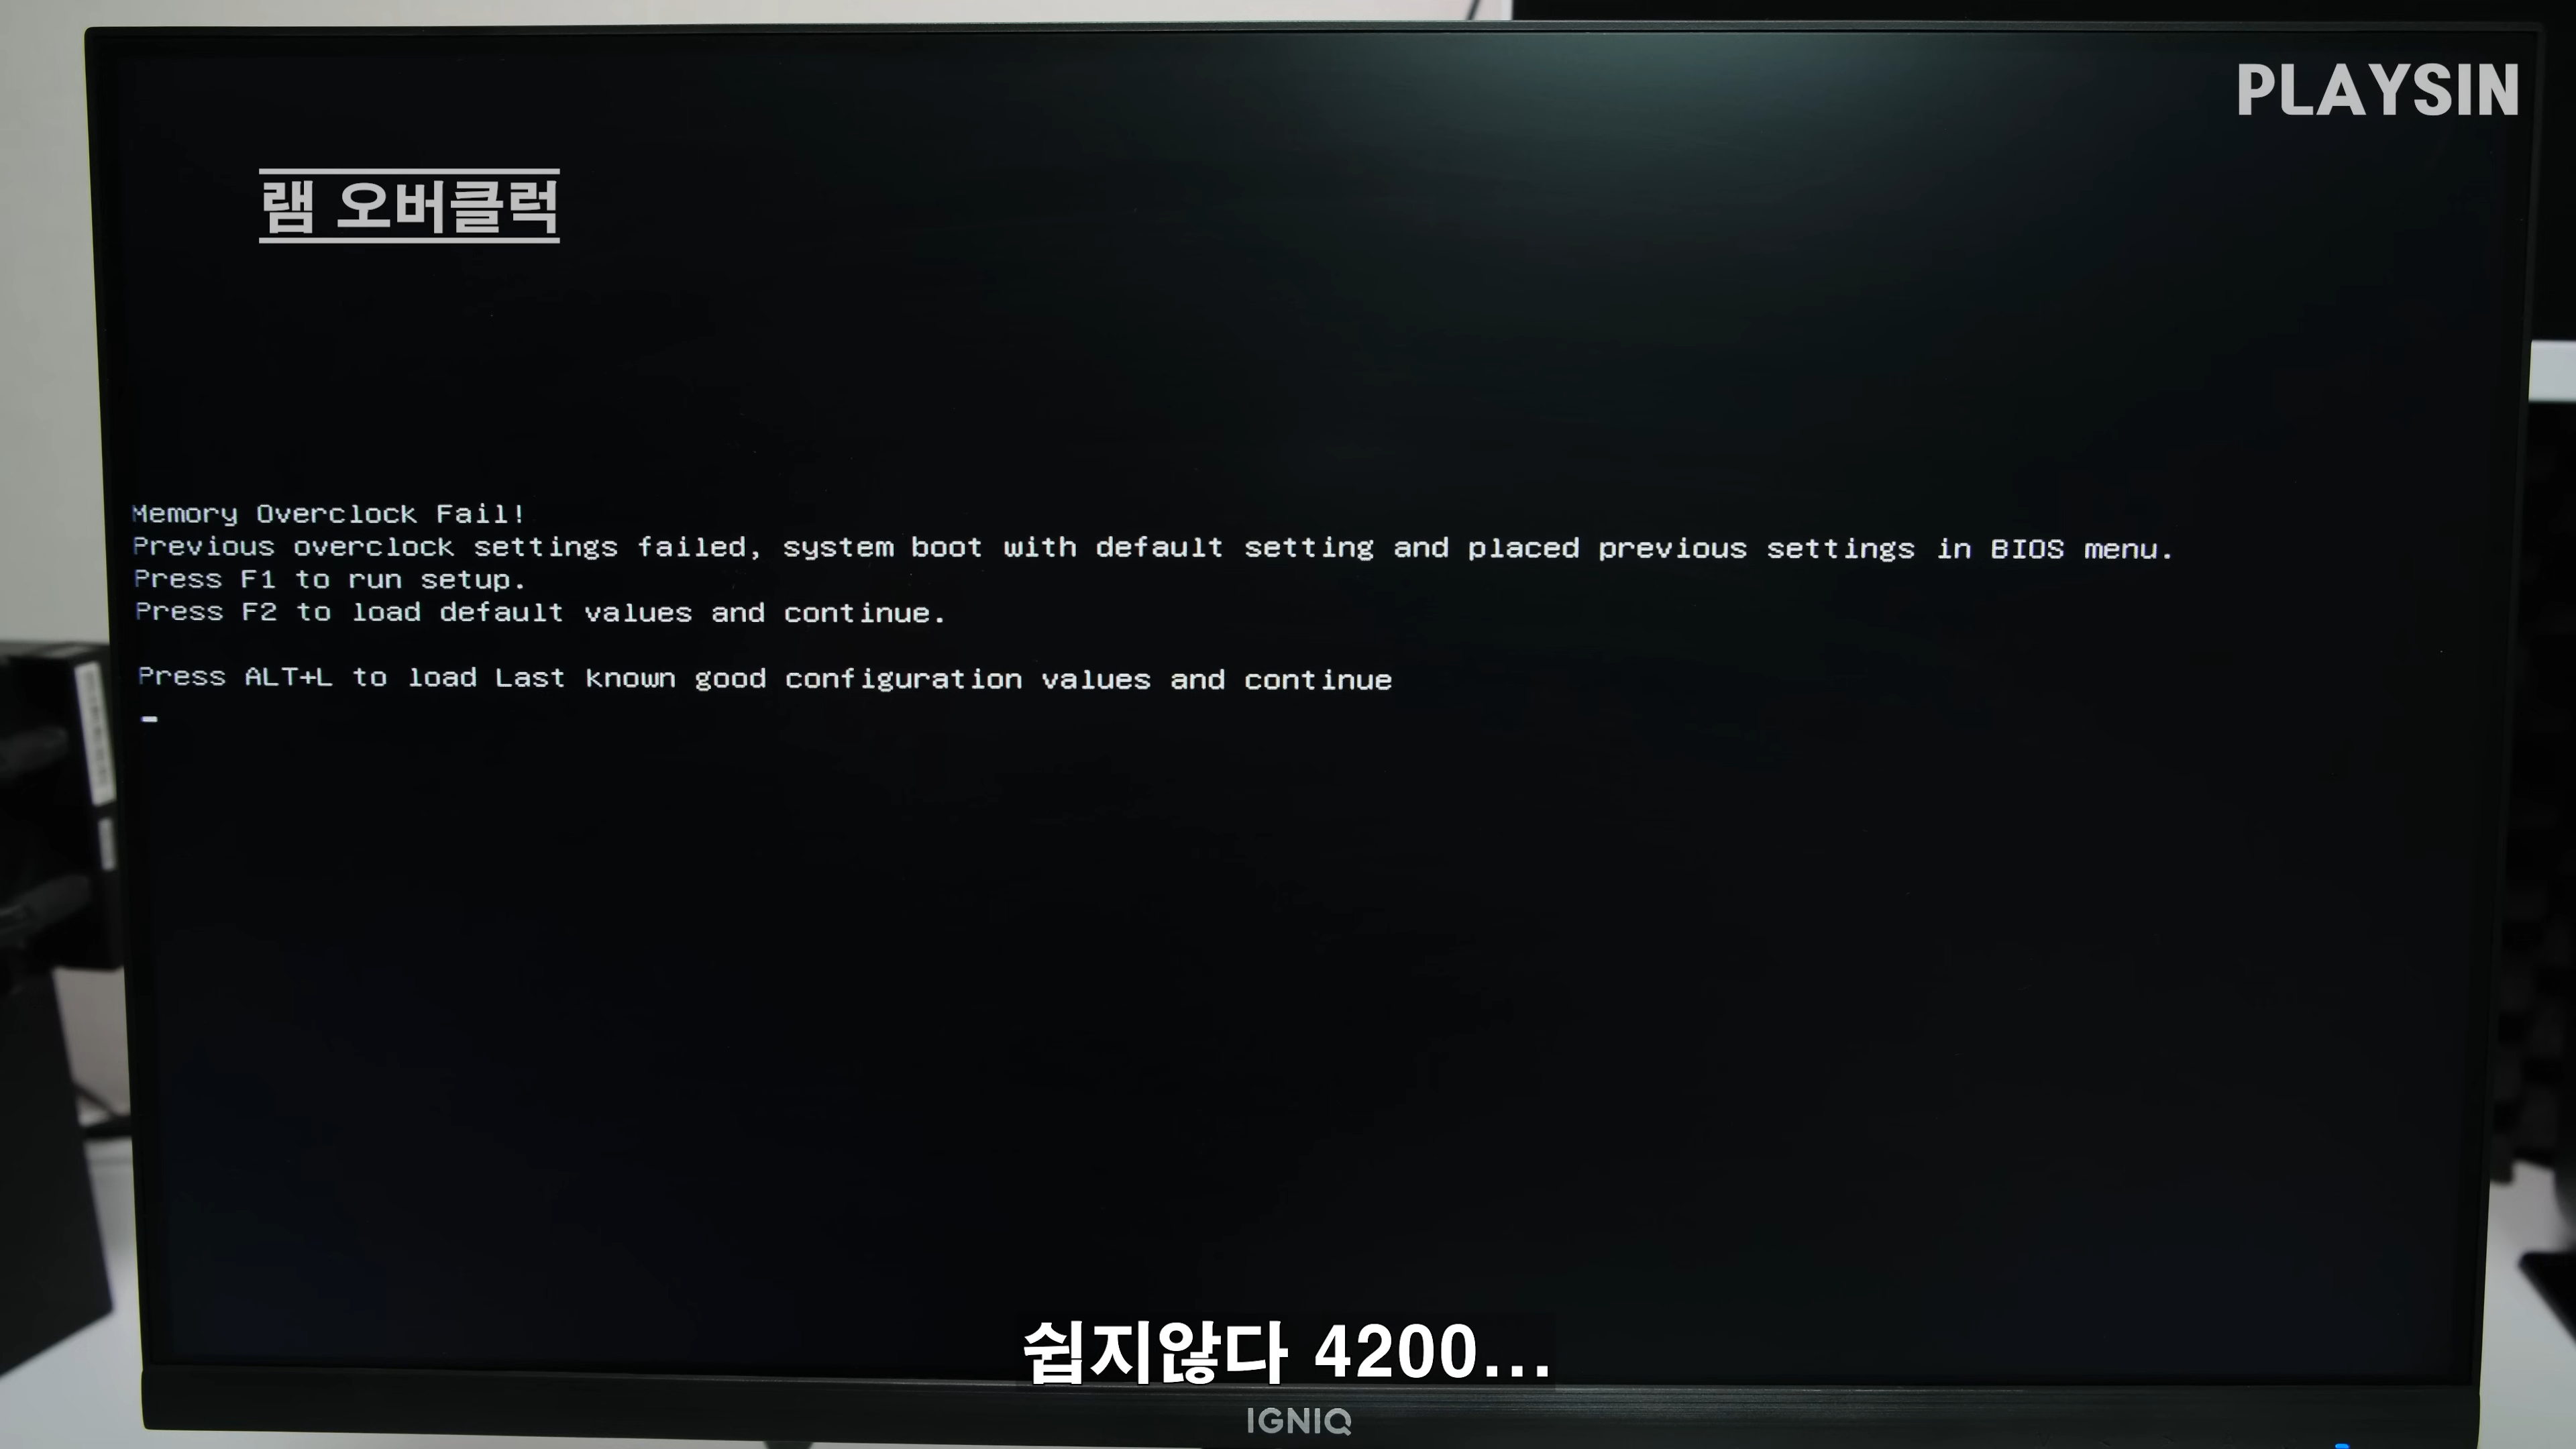 PLAYSIN
램 오버클럭
Memory Overclock Fail!
Previous overclock settings failed, system boot with default setting and placed previous settings in BIOS menu.
Press F1 to run setup.
Press F2 to load default values and continue.
Press ALT+L to load Last known good configuration values and continue
쉽지않다 4200...
IGNIQ